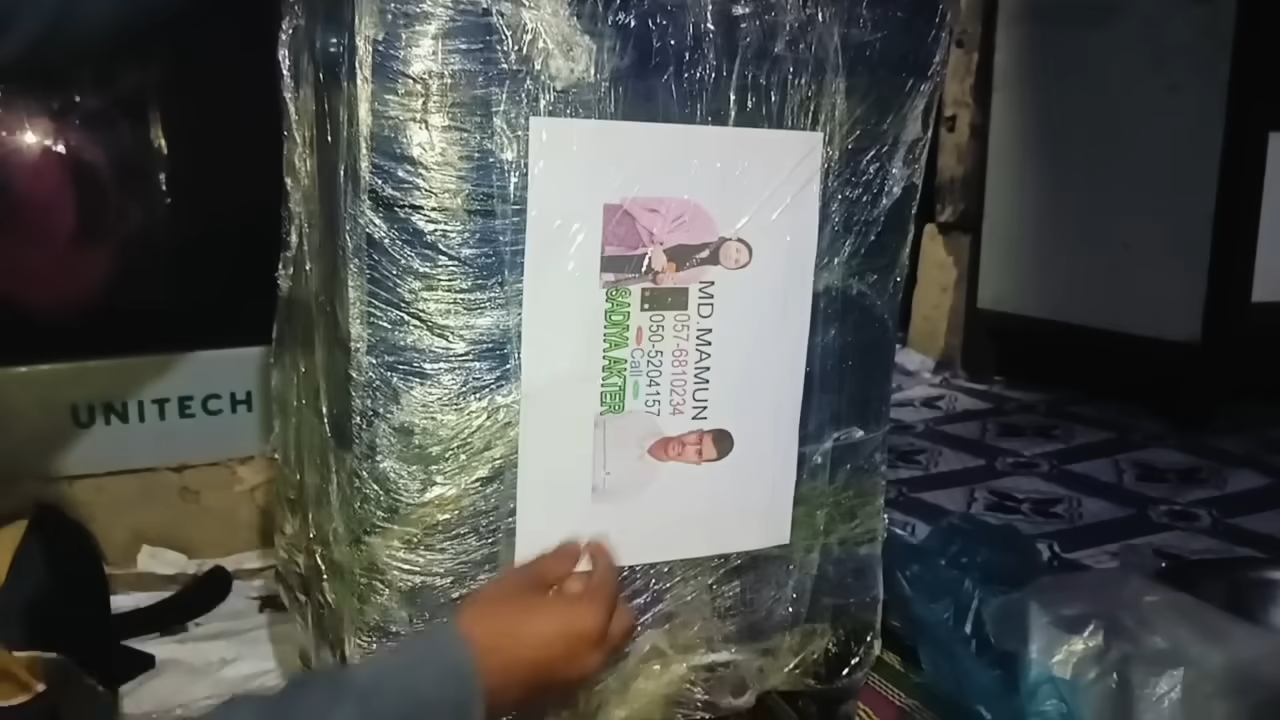 UNITECH
MD.MAMUN
057-6810234
050-5204157
Call
SADIYA AKTER